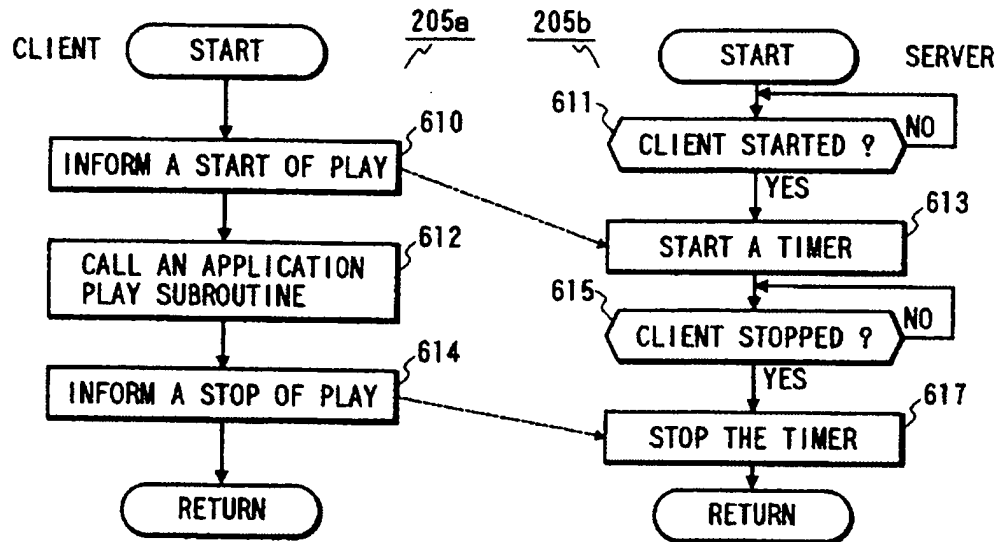 CLIENT
START
205a
610
INFORM A START OF PLAY
612
CALL AN APPLICATION
PLAY SUBROUTINE
614
INFORM A STOP OF PLAY
RETURN
205b
START
SERVER
611
CLIENT STARTED ?
NO
YES
613
START A TIMER
615
CLIENT STOPPED ?
NO
YES
617
STOP THE TIMER
RETURN